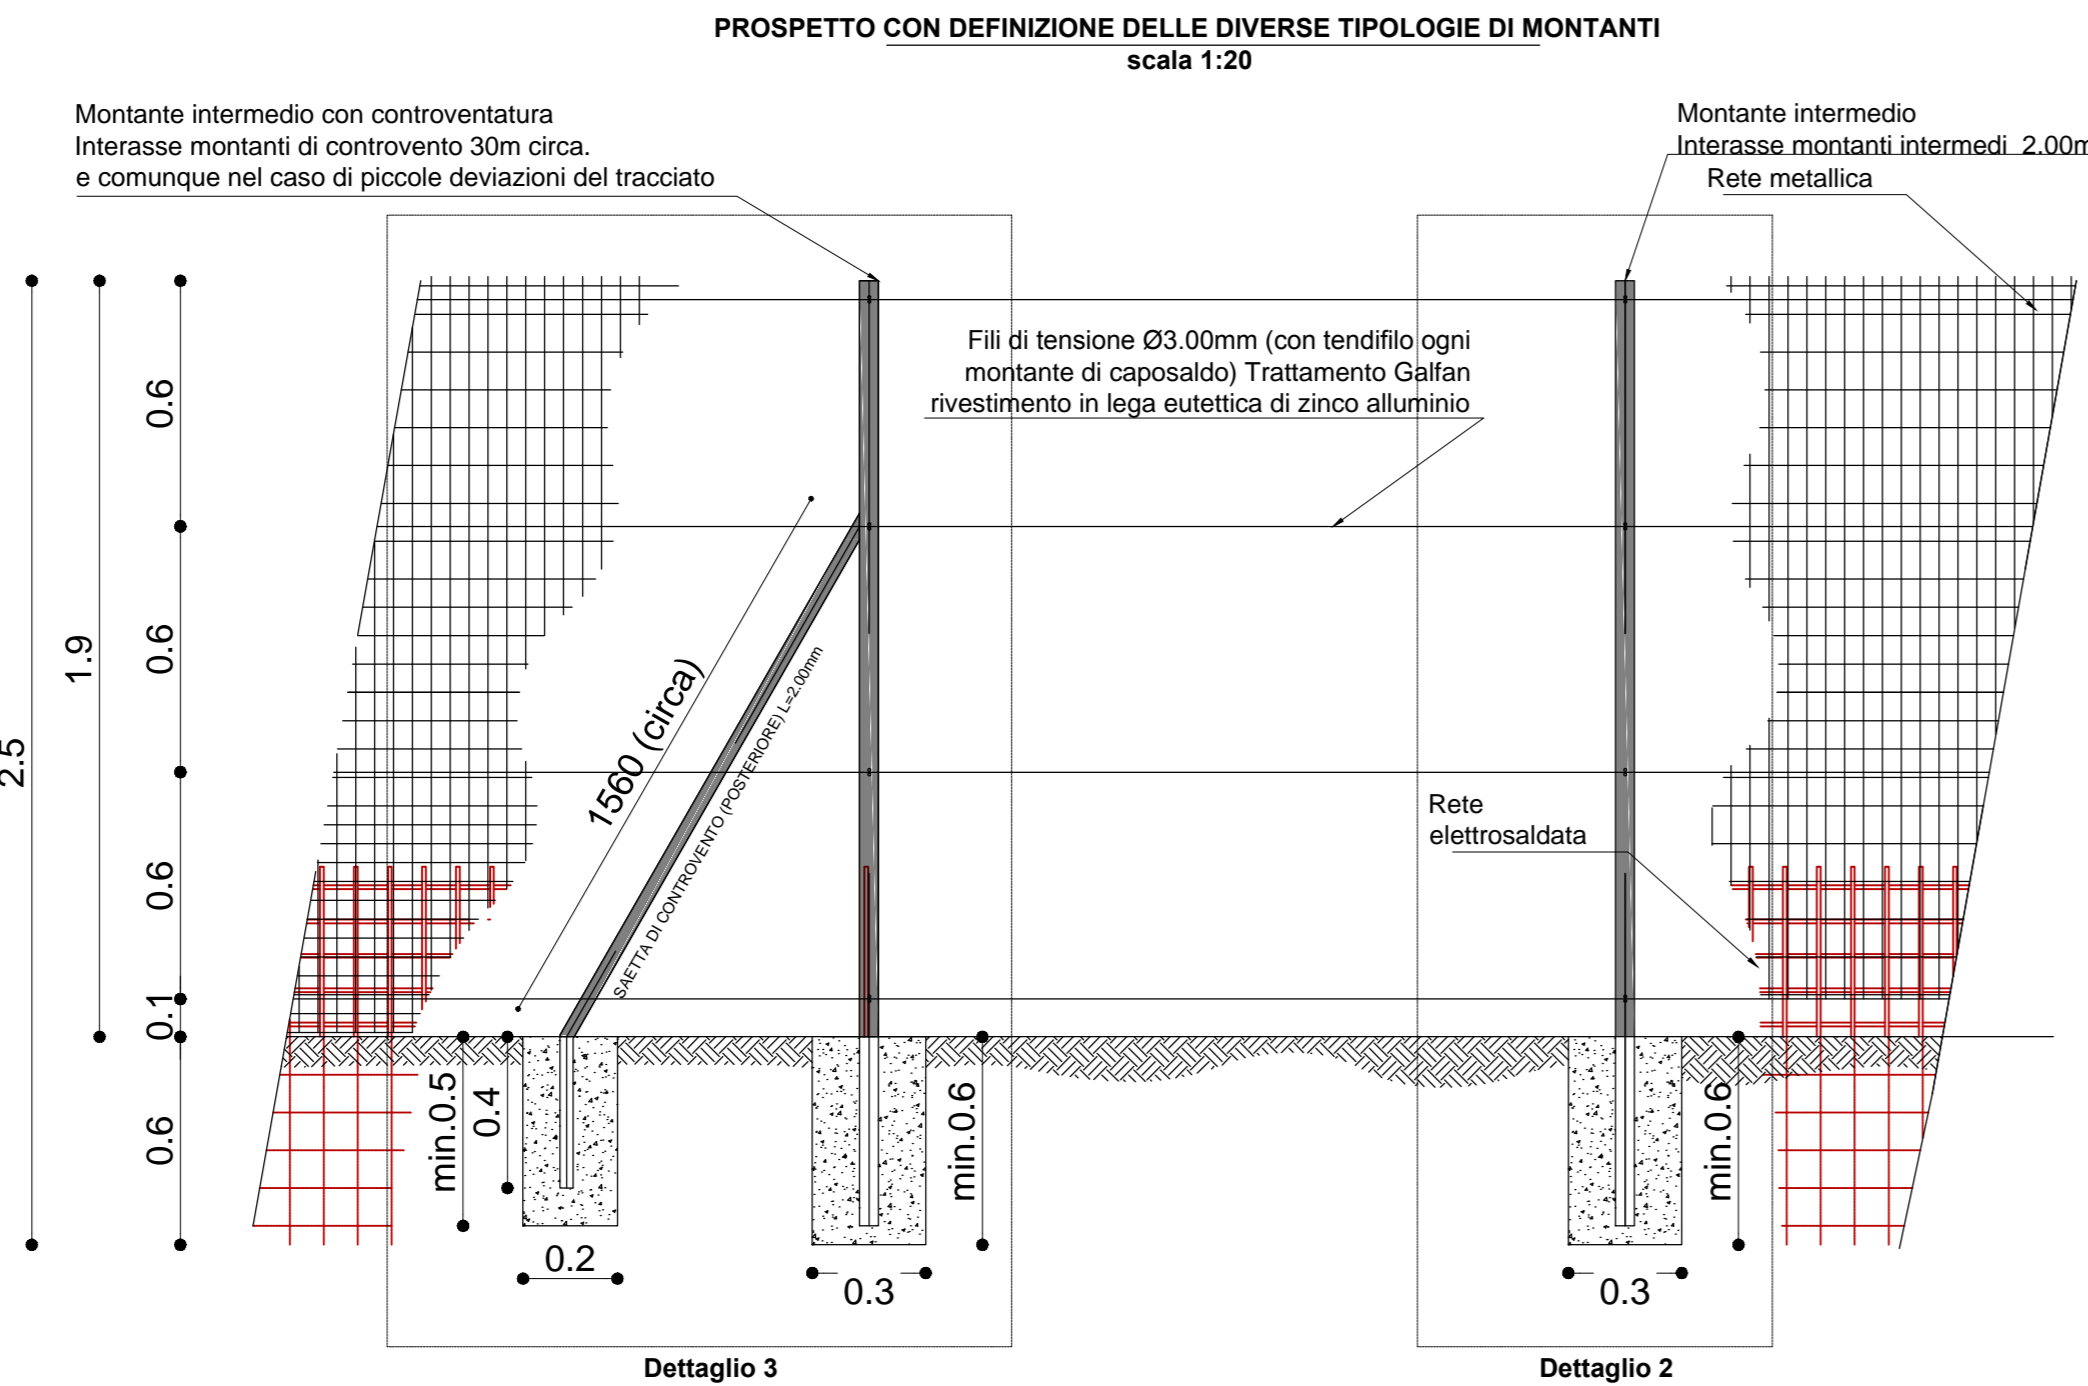 PROSPETTO CON DEFINIZIONE DELLE DIVERSE TIPOLOGIE DI MONTANTI
scala 1:20
Montante intermedio con controventatura
Interasse montanti di controvento 30m circa.
e comunque nel caso di piccole deviazioni del tracciato
Montante intermedio
Interasse montanti intermedi 2.00m
Rete metallica
Fili di tensione Ø3.00mm (con tendifilo ogni
montante di caposaldo) Trattamento Galfan
rivestimento in lega eutettica di zinco alluminio
2.5
1.9
0.6
0.6
0.6
0.1
0.6
1560 (circa)
SAETTA DI CONTROVENTO (POSTERIORE) L=2.00mm
Rete
elettrosaldata
min.0.5
0.4
min.0.6
min.0.6
0.2
0.3
0.3
Dettaglio 3
Dettaglio 2